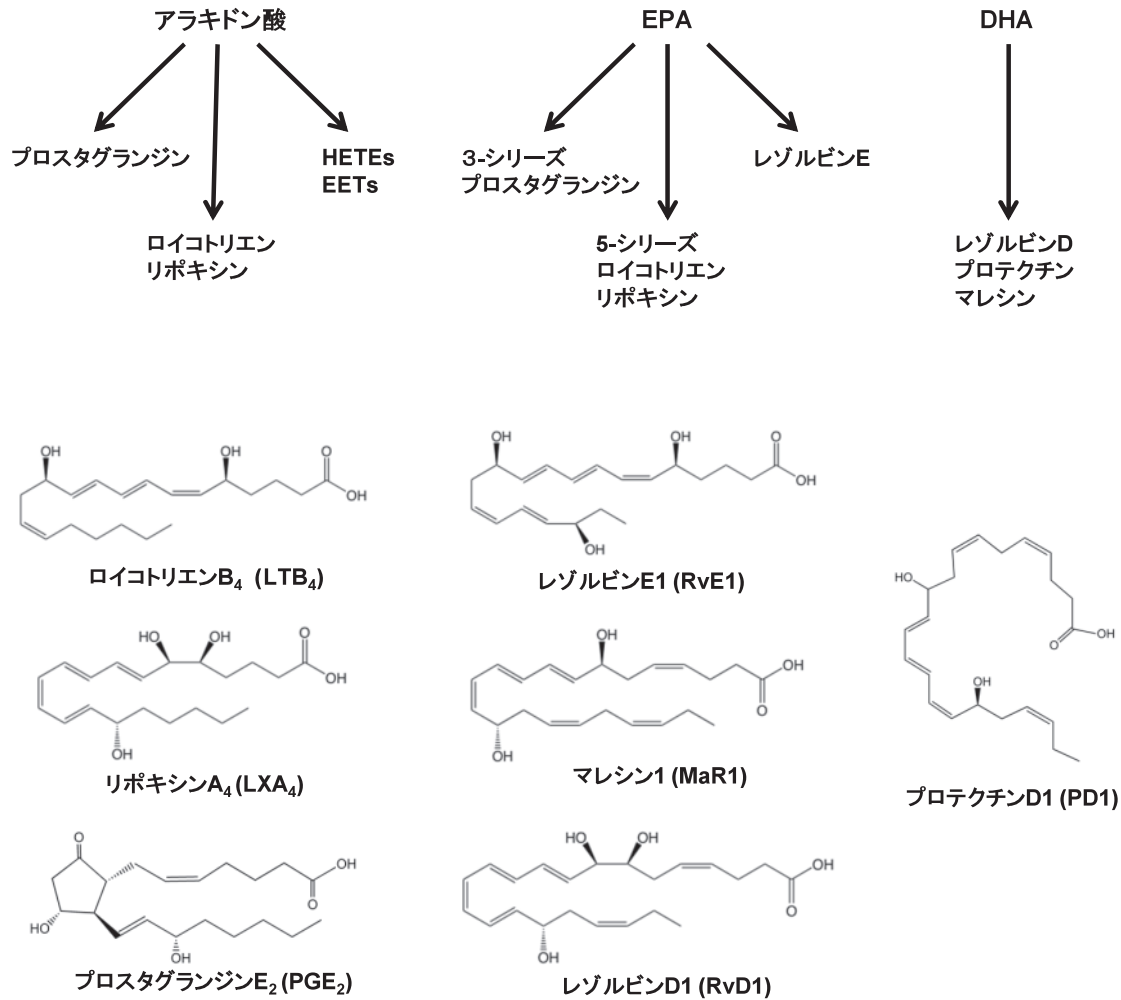 アラキドン酸
プロスタグランジン
HETEs
EETs
ロイコトリエン
リポキシン
EPA
3-シリーズ
プロスタグランジン
レゾルビンE
5-シリーズ
ロイコトリエン
リポキシン
DHA
レゾルビンD
プロテクチン
マレシン
OH
OH
O
OH
ロイコトリエンB₄ (LTB₄)
OH
OH
O
OH
OH
レゾルビンE1 (RvE1)
HO
OH
O
OH
OH
リポキシンA₄ (LXA₄)
OH
OH
O
OH
マレシン1 (MaR1)
HO
OH
O
OH
プロテクチンD1 (PD1)
O
OH
O
HO
OH
プロスタグランジンE₂ (PGE₂)
HO
OH
OH
O
OH
レゾルビンD1 (RvD1)